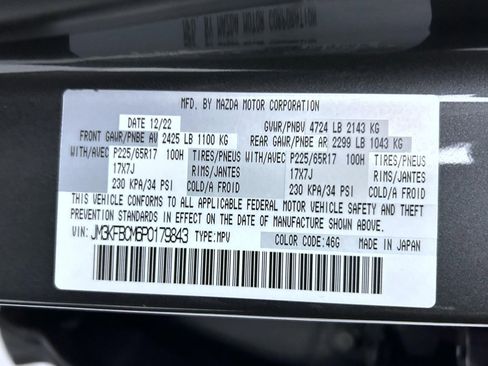 MFD. BY MAZDA MOTOR CORPORATION
DATE 12/22 GVWR/PNBV 4724 LB 2143 KG
FRONT GAWR/PNBE AV 2425 LB 1100 KG REAR GAWR/PNBE AR 2299 LB 1043 KG
WITH/AVEC P225/65R17 100H TIRES/PNEUS WITH/AVEC P225/65R17 100H TIRES/PNEUS
17X7J RIMS/JANTES 17X7J RIMS/JANTES
230 KPA/34 PSI COLD/A FROID 230 KPA/34 PSI COLD/A FROID
THIS VEHICLE CONFORMS TO ALL APPLICABLE FEDERAL MOTOR VEHICLE SAFETY AND THEFT
PREVENTION STANDARDS IN EFFECT ON THE DATE OF MANUFACTURE SHOWN ABOVE.
VIN: JM3KFBCM6P0179843 TYPE:MPV COLOR CODE:46G MADE IN JAPAN